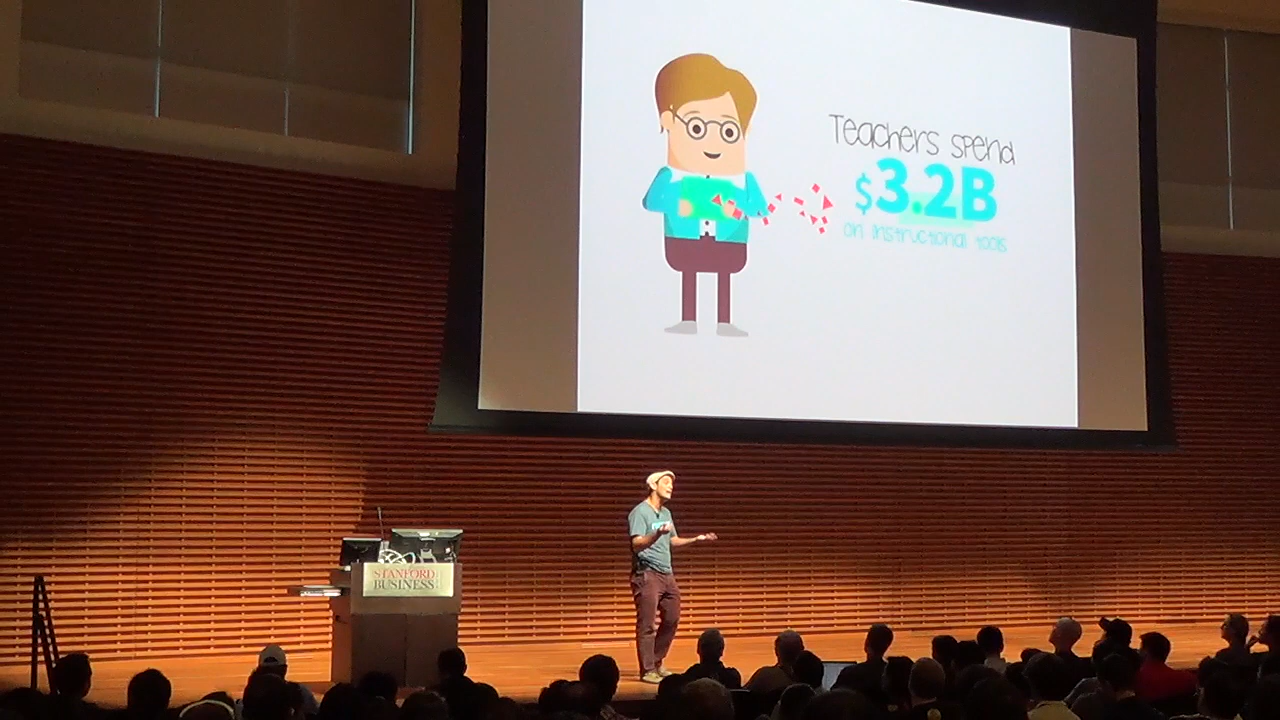 Teachers spend
$3.2B
on instructional tools
STANFORD
BUSINESS